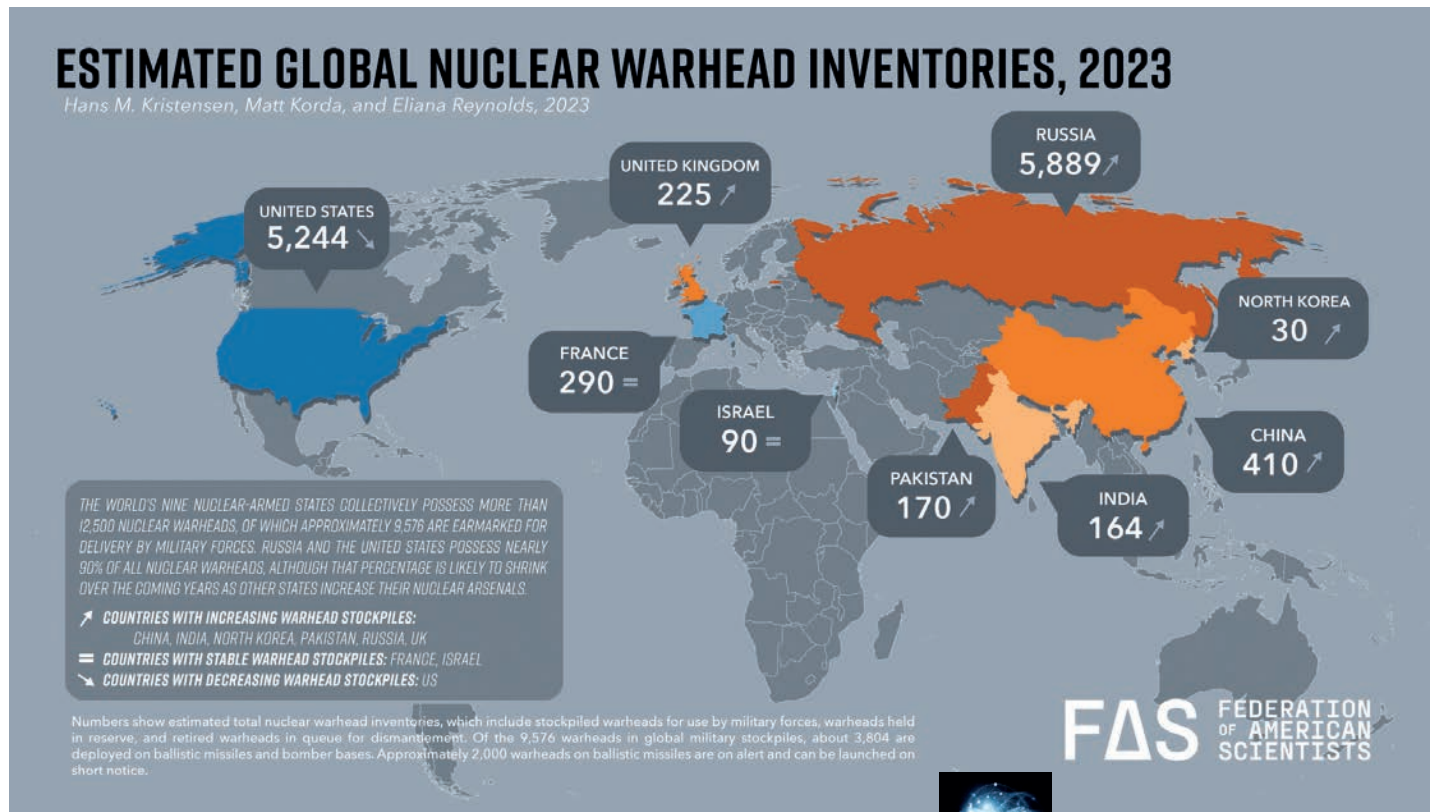 ESTIMATED GLOBAL NUCLEAR WARHEAD INVENTORIES, 2023
Hans M. Kristensen, Matt Korda, and Eliana Reynolds, 2023
RUSSIA
5,889 ↗
UNITED KINGDOM
225 ↗
UNITED STATES
5,244 ↘
NORTH KOREA
30 ↗
FRANCE
290 =
ISRAEL
90 =
CHINA
410 ↗
PAKISTAN
170 ↗
INDIA
164 ↗
THE WORLD'S NINE NUCLEAR-ARMED STATES COLLECTIVELY POSSESS MORE THAN
12,500 NUCLEAR WARHEADS, OF WHICH APPROXIMATELY 9,576 ARE EARMARKED FOR
DELIVERY BY MILITARY FORCES. RUSSIA AND THE UNITED STATES POSSESS NEARLY
90% OF ALL NUCLEAR WARHEADS, ALTHOUGH THAT PERCENTAGE IS LIKELY TO SHRINK
OVER THE COMING YEARS AS OTHER STATES INCREASE THEIR NUCLEAR ARSENALS.
↗ COUNTRIES WITH INCREASING WARHEAD STOCKPILES:
CHINA, INDIA, NORTH KOREA, PAKISTAN, RUSSIA, UK
= COUNTRIES WITH STABLE WARHEAD STOCKPILES: FRANCE, ISRAEL
↘ COUNTRIES WITH DECREASING WARHEAD STOCKPILES: US
Numbers show estimated total nuclear warhead inventories, which include stockpiled warheads for use by military forces, warheads held
in reserve, and retired warheads in queue for dismantlement. Of the 9,576 warheads in global military stockpiles, about 3,804 are
deployed on ballistic missiles and bomber bases. Approximately 2,000 warheads on ballistic missiles are on alert and can be launched on
short notice.
FAS
FEDERATION
OF AMERICAN
SCIENTISTS